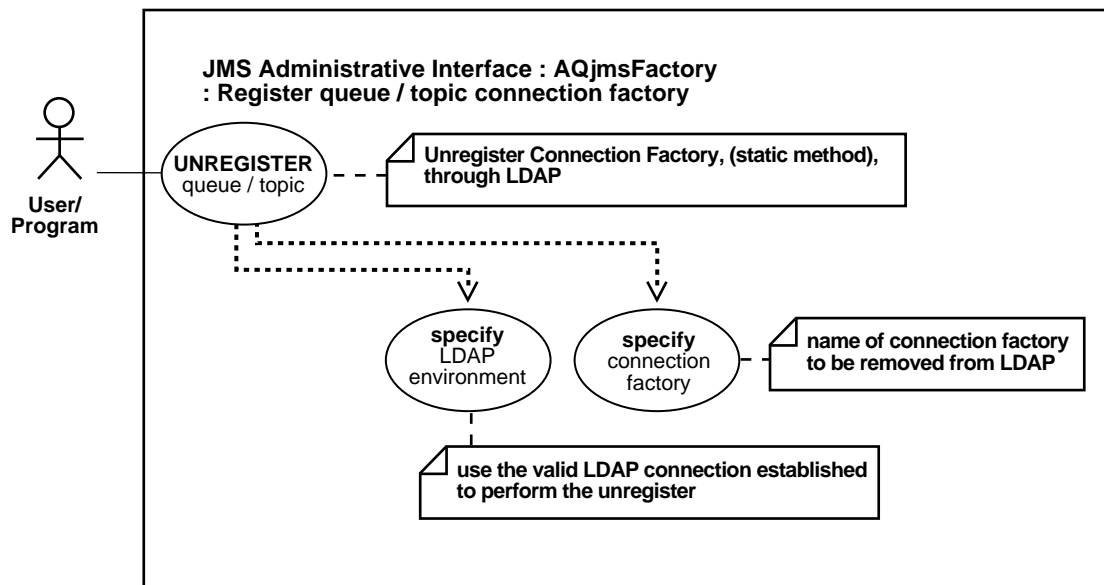 JMS Administrative Interface : AQjmsFactory
: Register queue / topic connection factory
User/
Program
UNREGISTER
queue / topic
Unregister Connection Factory, (static method),
through LDAP
specify
LDAP
environment
specify
connection
factory
name of connection factory
to be removed from LDAP
use the valid LDAP connection established
to perform the unregister